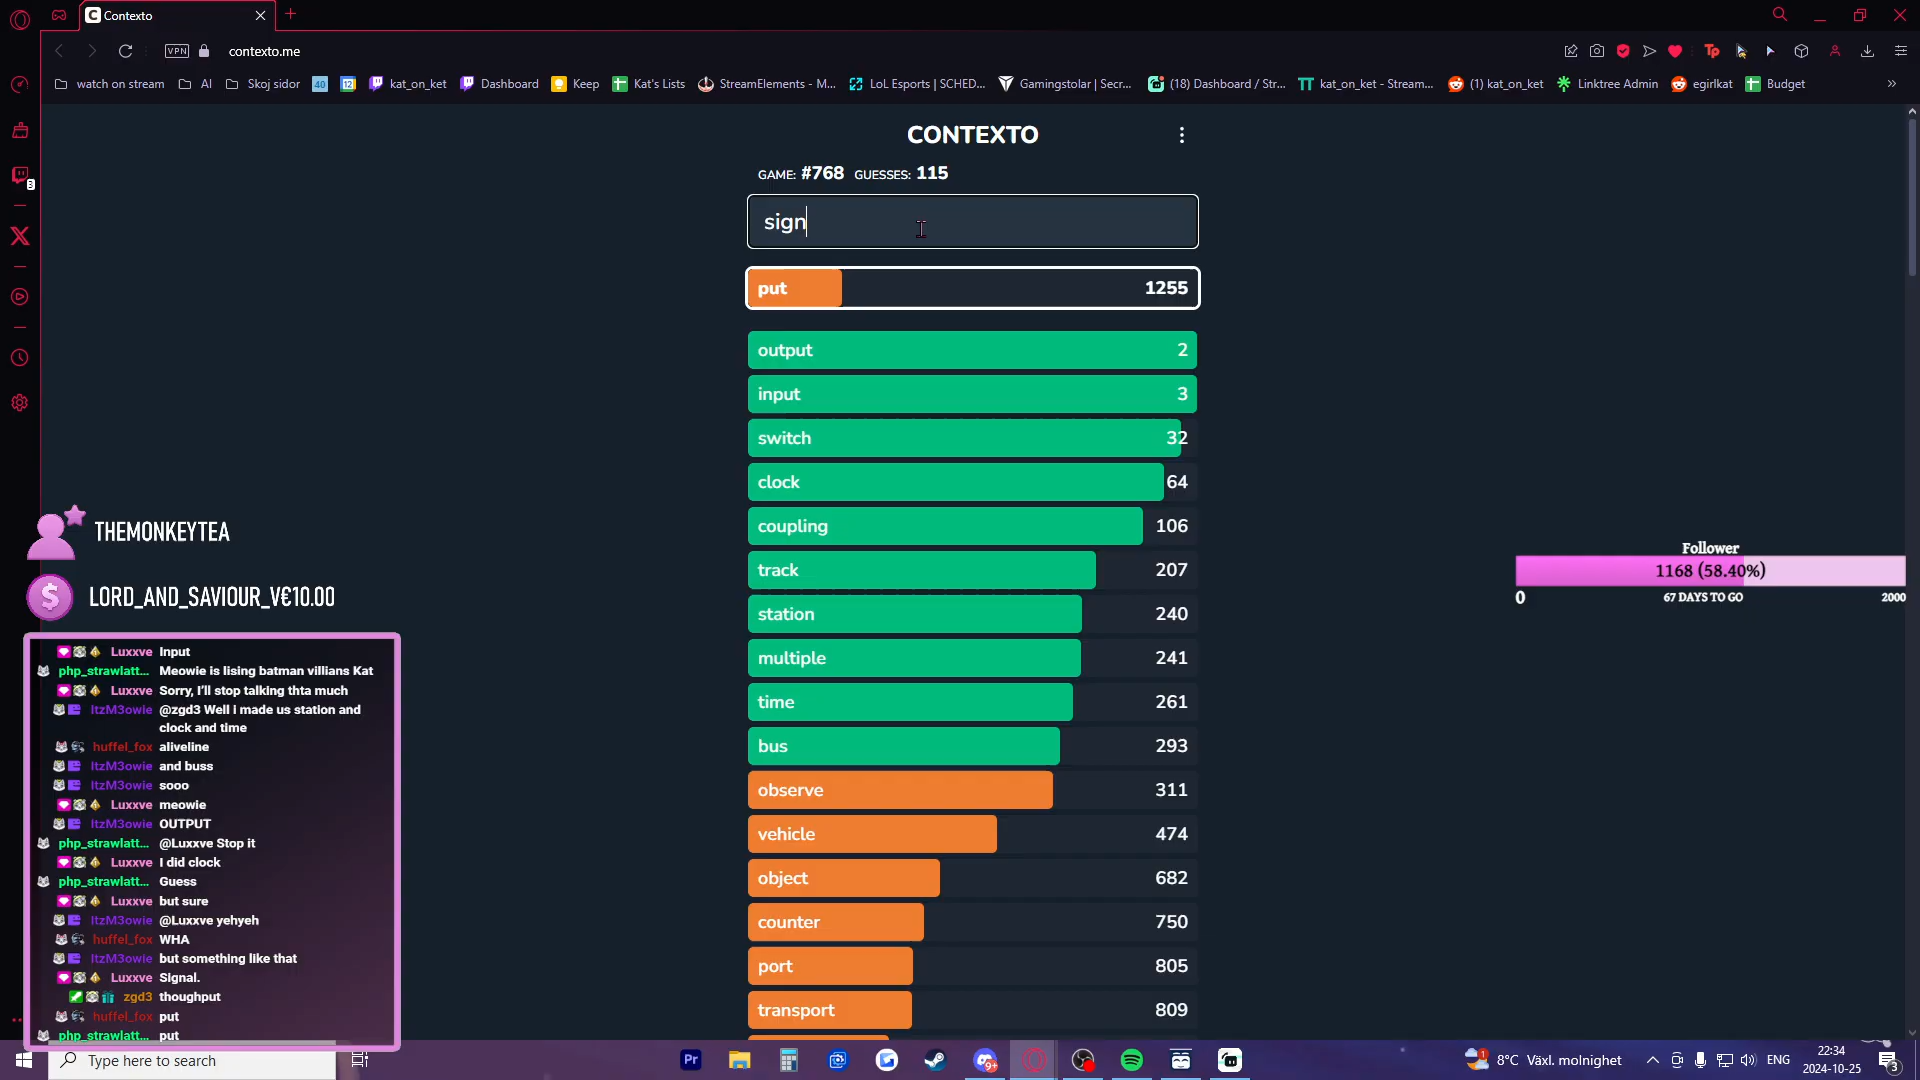 Contexto
VPN
contexto.me
Tp
watch on stream
AI
Skoj sidor
40
kat_on_ket
Dashboard
Keep
Kat's Lists
StreamElements - M...
LoL Esports | SCHED...
Gamingstolar | Secr...
(18) Dashboard / Str...
kat_on_ket - Stream...
(1) kat_on_ket
Linktree Admin
egirlkat
Budget
3
CONTEXTO
GAME: #768 GUESSES: 115
sign
put 1255
output 2
input 3
switch 32
clock 64
coupling 106
track 207
station 240
multiple 241
time 261
bus 293
observe 311
vehicle 474
object 682
counter 750
port 805
transport 809
THEMONKEYTEA
LORD_AND_SAVIOUR_V€10.00
Follower
1168 (58.40%)
0 67 DAYS TO GO 2000
Luxxve Input
php_strawlatt... Meowie is lising batman villians Kat
Luxxve Sorry, I'll stop talking thta much
ItzM3owie @zgd3 Well i made us station and
clock and time
huffel_fox aliveline
ItzM3owie and buss
ItzM3owie sooo
Luxxve meowie
ItzM3owie OUTPUT
php_strawlatt... @Luxxve Stop it
Luxxve I did clock
php_strawlatt... Guess
Luxxve but sure
ItzM3owie @Luxxve yehyeh
huffel_fox WHA
ItzM3owie but something like that
Luxxve Signal.
zgd3 thoughput
huffel_fox put
php_strawlatt... put
Type here to search
Pr
9+
1
8°C Växl. molnighet
ENG
22:34
2024-10-25
3